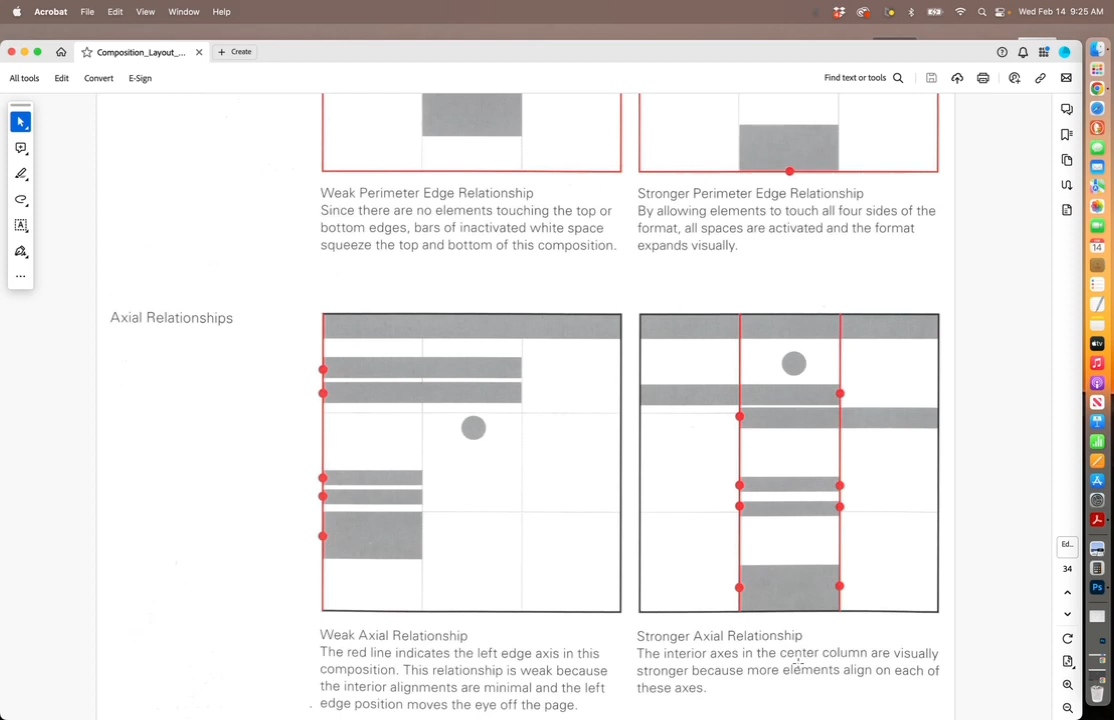 Acrobat File Edit View Window Help
Wed Feb 14 9:25 AM
Composition_Layout_...
+ Create
All tools Edit Convert E-Sign
Find text or tools
Weak Perimeter Edge Relationship
Since there are no elements touching the top or
bottom edges, bars of inactivated white space
squeeze the top and bottom of this composition.
Stronger Perimeter Edge Relationship
By allowing elements to touch all four sides of the
format, all spaces are activated and the format
expands visually.
Axial Relationships
Weak Axial Relationship
The red line indicates the left edge axis in this
composition. This relationship is weak because
the interior alignments are minimal and the left
edge position moves the eye off the page.
Stronger Axial Relationship
The interior axes in the center column are visually
stronger because more elements align on each of
these axes.
Ed...
34
14
tv
Ps